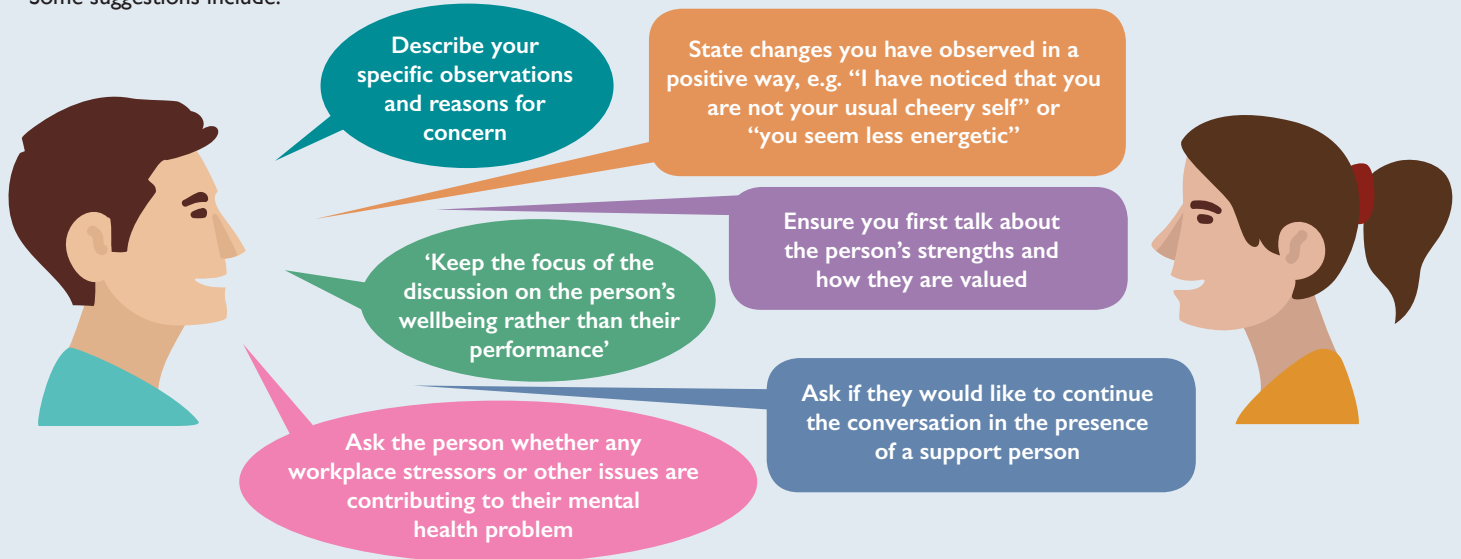 Some suggestions include:
Describe your
specific observations
and reasons for
concern
State changes you have observed in a
positive way, e.g. “I have noticed that you
are not your usual cheery self” or
“you seem less energetic”
Ensure you first talk about
the person’s strengths and
how they are valued
‘Keep the focus of the
discussion on the person’s
wellbeing rather than their
performance’
Ask if they would like to continue
the conversation in the presence
of a support person
Ask the person whether any
workplace stressors or other issues are
contributing to their mental
health problem